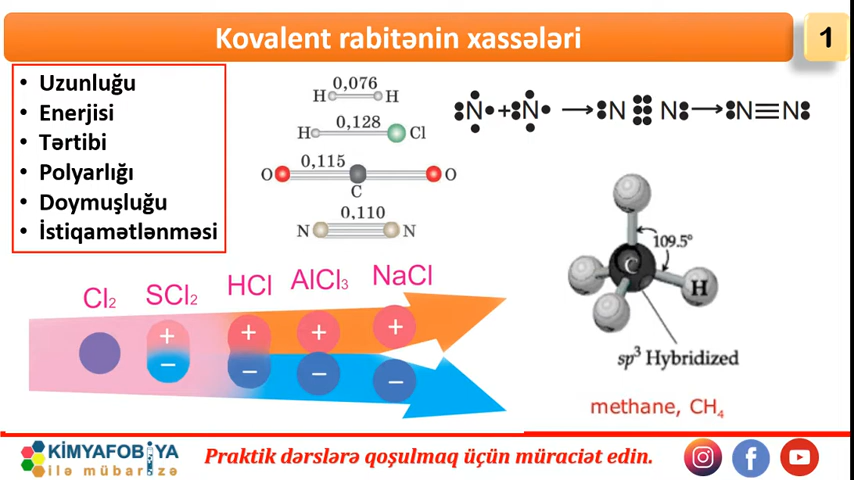 Kovalent rabitənin xassələri
1
• Uzunluğu
• Enerjisi
• Tərtibi
• Polyarlığı
• Doymuşluğu
• İstiqamətlənməsi
0,076
H H
0,128
H Cl
0,115
O C O
0,110
N N
:N• + :N• → :N N: → :N≡N:
Cl₂ SCl₂ HCl AlCl₃ NaCl
+ + + +
− − − −
109.5°
C
H
sp³ Hybridized
methane, CH₄
KİMYAFOBİYA
ilə mübarizə
Praktik dərslərə qoşulmaq üçün müraciət edin.
f